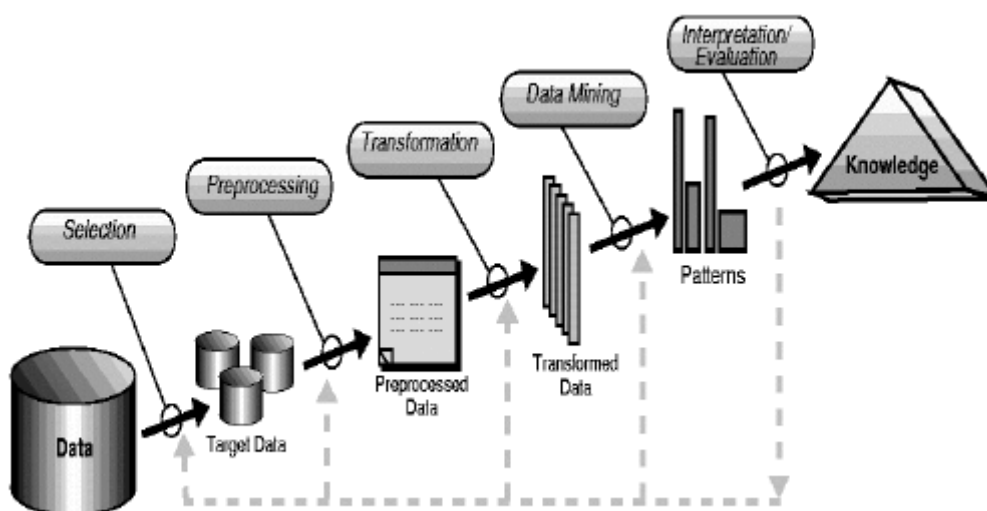 Interpretation/
Evaluation
Data Mining
Transformation
Knowledge
Preprocessing
Selection
Patterns
Transformed
Data
Preprocessed
Data
Target Data
Data